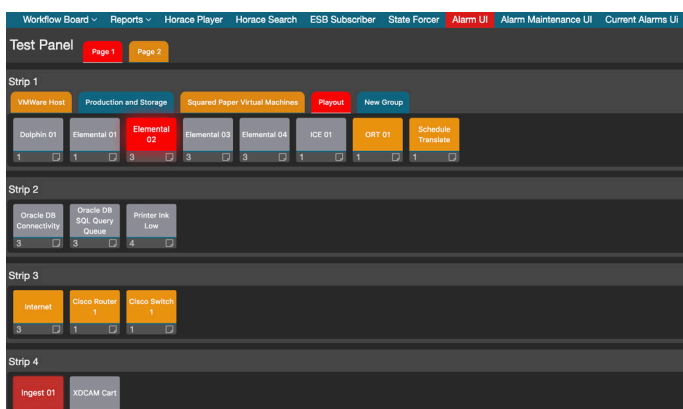 Workflow Board Reports Horace Player Horace Search ESB Subscriber State Forcer Alarm UI Alarm Maintenance UI Current Alarms Ui
Test Panel Page 1 Page 2
Strip 1
VMWare Host Production and Storage Squared Paper Virtual Machines Playout New Group
Dolphin 01 Elemental 01 Elemental 02 Elemental 03 Elemental 04 ICE 01 ORT 01 Schedule Translate
1 1 3 3 3 1 1 1
Strip 2
Oracle DB Connectivity Oracle DB SQL Query Queue Printer Ink Low
3 3 4
Strip 3
Internet Cisco Router 1 Cisco Switch 1
3 1 1
Strip 4
Ingest 01 XDCAM Cart